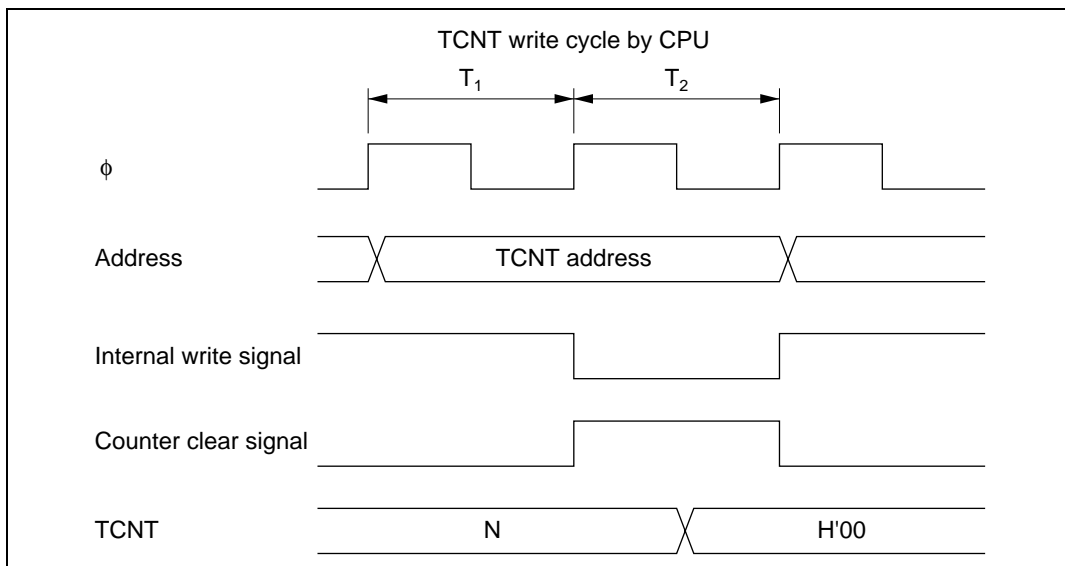 TCNT write cycle by CPU
T1 T2
ϕ
Address TCNT address
Internal write signal
Counter clear signal
TCNT N H'00